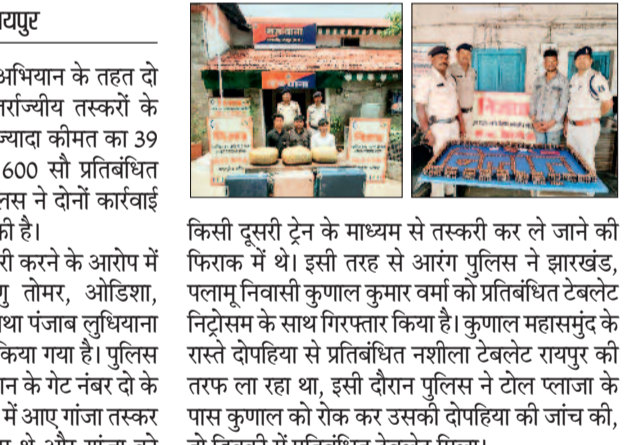 यपुर
अभियान के तहत दो
तर्राज्यीय तस्करों के
ज्यादा कीमत का 39
600 सौ प्रतिबंधित
लस ने दोनों कार्रवाई
की है।
री करने के आरोप में
गु तोमर, ओडिशा,
था पंजाब लुधियाना
किया गया है। पुलिस
ान के गेट नंबर दो के
में आए गांजा तस्कर
निजात
किसी दूसरी ट्रेन के माध्यम से तस्करी कर ले जाने की
फिराक में थे। इसी तरह से आरंग पुलिस ने झारखंड,
पलामू निवासी कुणाल कुमार वर्मा को प्रतिबंधित टेबलेट
निट्रोसम के साथ गिरफ्तार किया है। कुणाल महासमुंद के
रास्ते दोपहिया से प्रतिबंधित नशीला टेबलेट रायपुर की
तरफ ला रहा था, इसी दौरान पुलिस ने टोल प्लाजा के
पास कुणाल को रोक कर उसकी दोपहिया की जांच की,